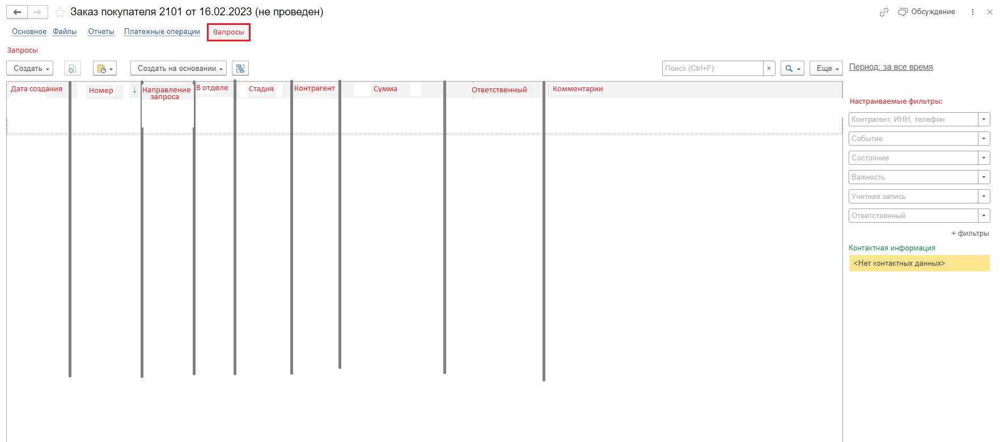 Заказ покупателя 2101 от 16.02.2023 (не проведен)
Обсуждение
Основное Файлы Отчеты Платежные операции Вапросы
Запросы
Создать Создать на основании Поиск (Ctrl+F) × Еще Период: за все время
Дата создания Номер ↓ Направление запроса В отделе Стадия Контрагент Сумма Ответственный Комментарии
Настраиваемые фильтры:
Контрагент, ИНН, телефон
Событие
Состояние
Важность
Учетная запись
Ответственный
+ фильтры
Контактная информация
<Нет контактных данных>